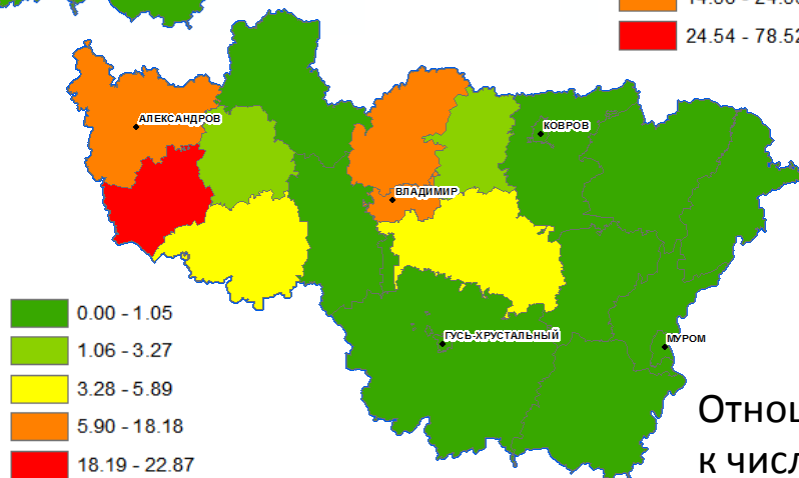 24.54 - 78.52
АЛЕКСАНДРОВ
КОВРОВ
ВЛАДИМИР
0.00 - 1.05
1.06 - 3.27
ГУСЬ-ХРУСТАЛЬНЫЙ
МУРОМ
3.28 - 5.89
5.90 - 18.18
18.19 - 22.87
к